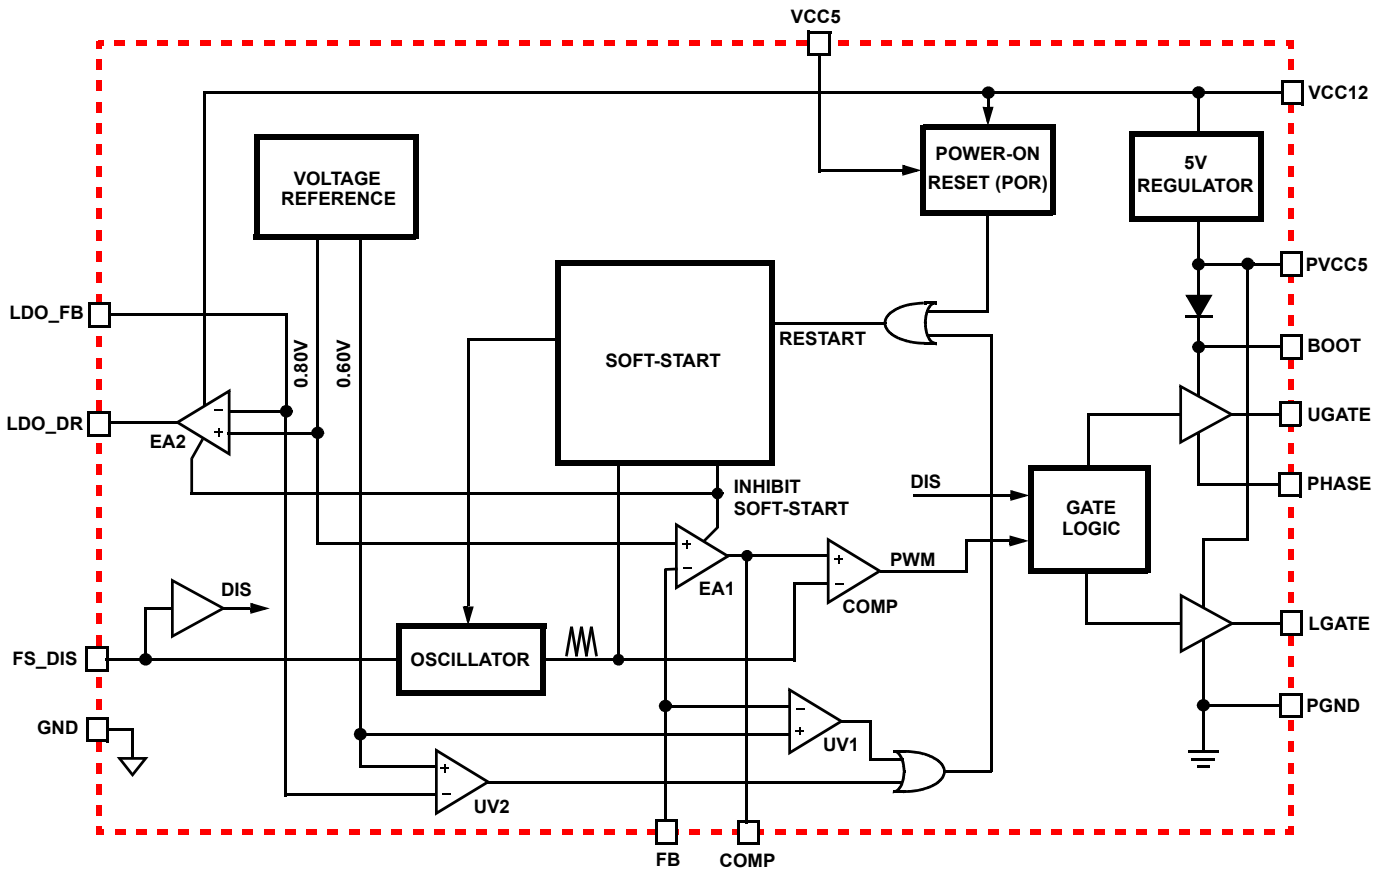 VCC5
VCC12
POWER-ON
RESET (POR)
5V
REGULATOR
VOLTAGE
REFERENCE
PVCC5
LDO_FB
0.80V
0.60V
SOFT-START
RESTART
BOOT
LDO_DR
EA2
-
+
UGATE
INHIBIT
SOFT-START
DIS
GATE
LOGIC
PHASE
+
-
EA1
+
-
COMP
PWM
DIS
FS_DIS
OSCILLATOR
LGATE
GND
-
+
UV1
PGND
+
-
UV2
FB
COMP